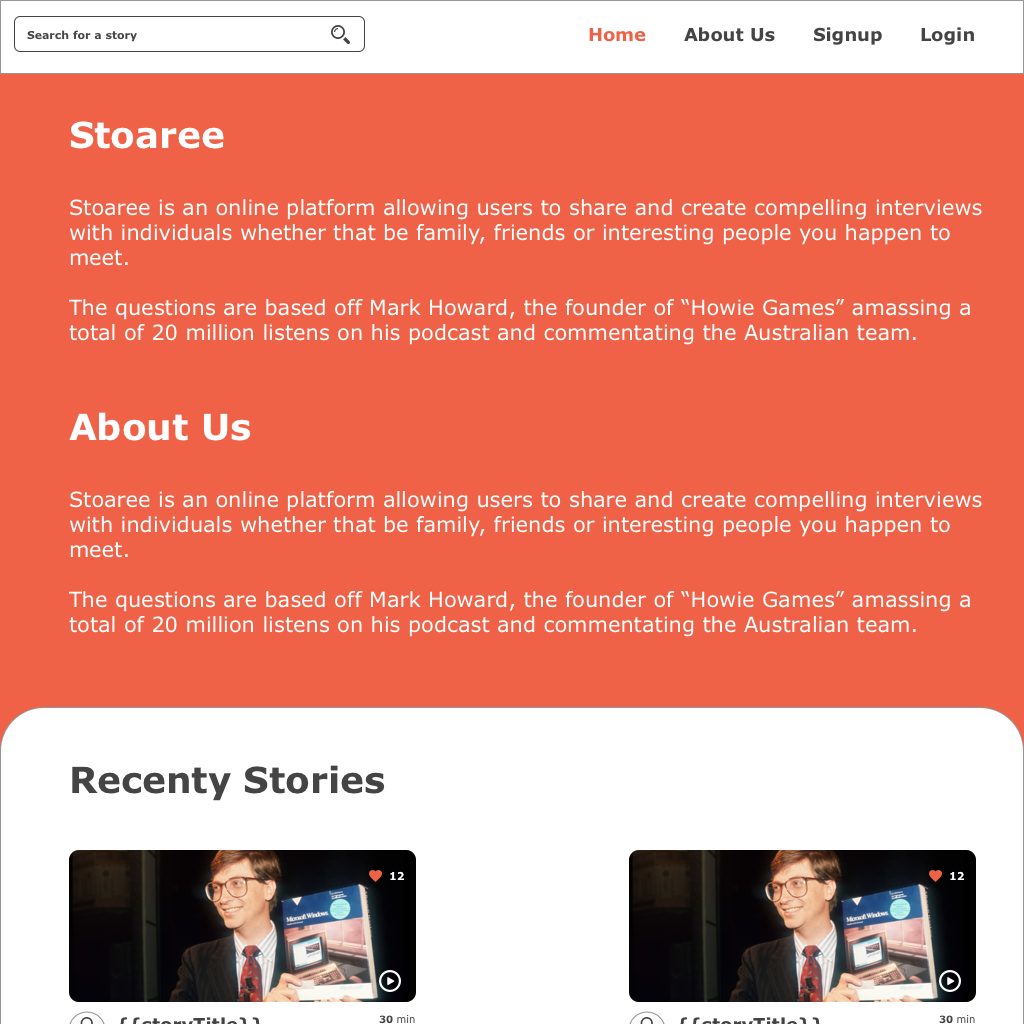 Search for a story
Home
About Us
Signup
Login
Stoaree
Stoaree is an online platform allowing users to share and create compelling interviews
with individuals whether that be family, friends or interesting people you happen to
meet.
The questions are based off Mark Howard, the founder of “Howie Games” amassing a
total of 20 million listens on his podcast and commentating the Australian team.
About Us
Stoaree is an online platform allowing users to share and create compelling interviews
with individuals whether that be family, friends or interesting people you happen to
meet.
The questions are based off Mark Howard, the founder of “Howie Games” amassing a
total of 20 million listens on his podcast and commentating the Australian team.
Recenty Stories
12
Microsoft Windows
12
Microsoft Windows
{{storyTitle}}
30 min
{{storyTitle}}
30 min